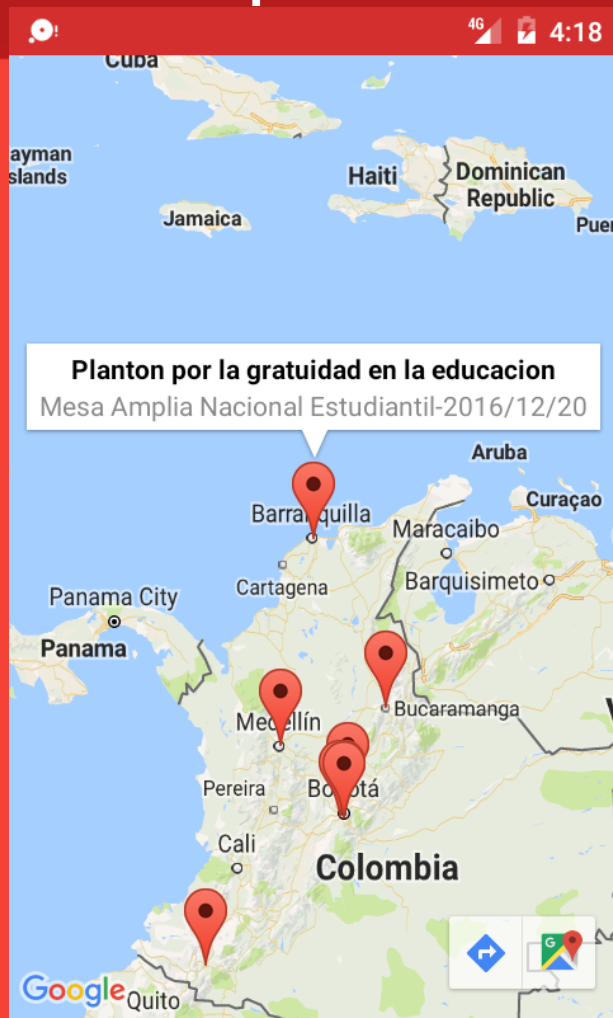 4G 4:18
Cuba
ayman
slands
Haiti
Dominican
Republic
Jamaica
Puer
Planton por la gratuidad en la educacion
Mesa Amplia Nacional Estudiantil-2016/12/20
Aruba
Curaçao
Barranquilla
Maracaibo
Cartagena
Barquisimeto
Panama City
Panama
Bucaramanga
Medellín
Pereira
Bogotá
Cali
Colombia
Google
Quito